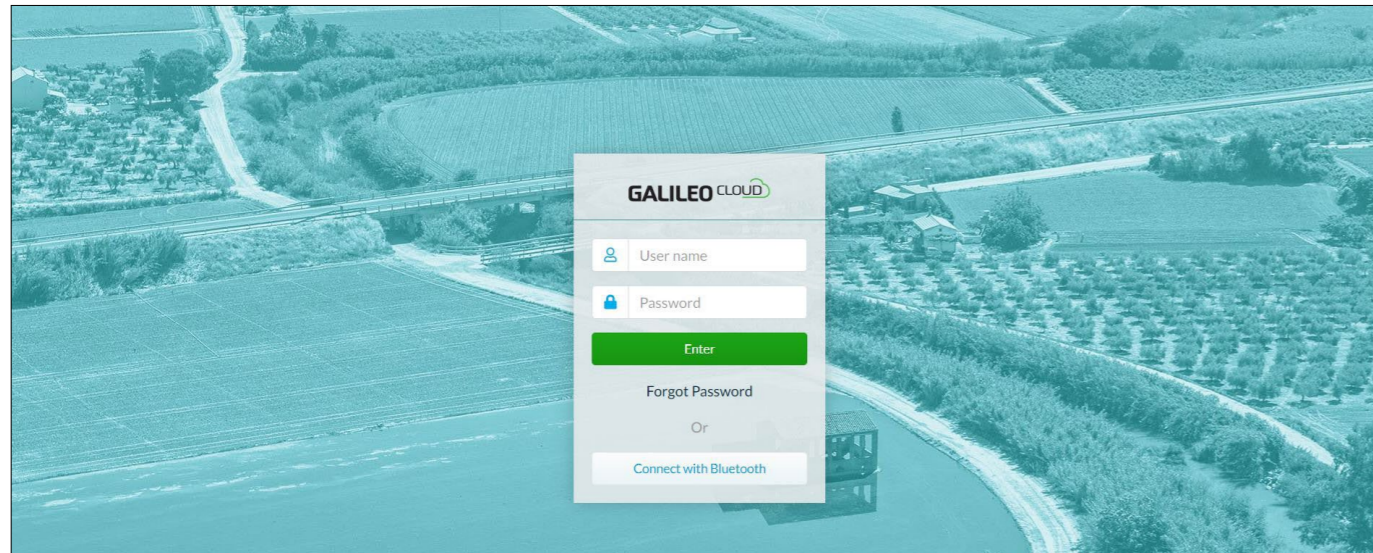 GALILEO CLOUD
User name
Password
Enter
Forgot Password
Or
Connect with Bluetooth